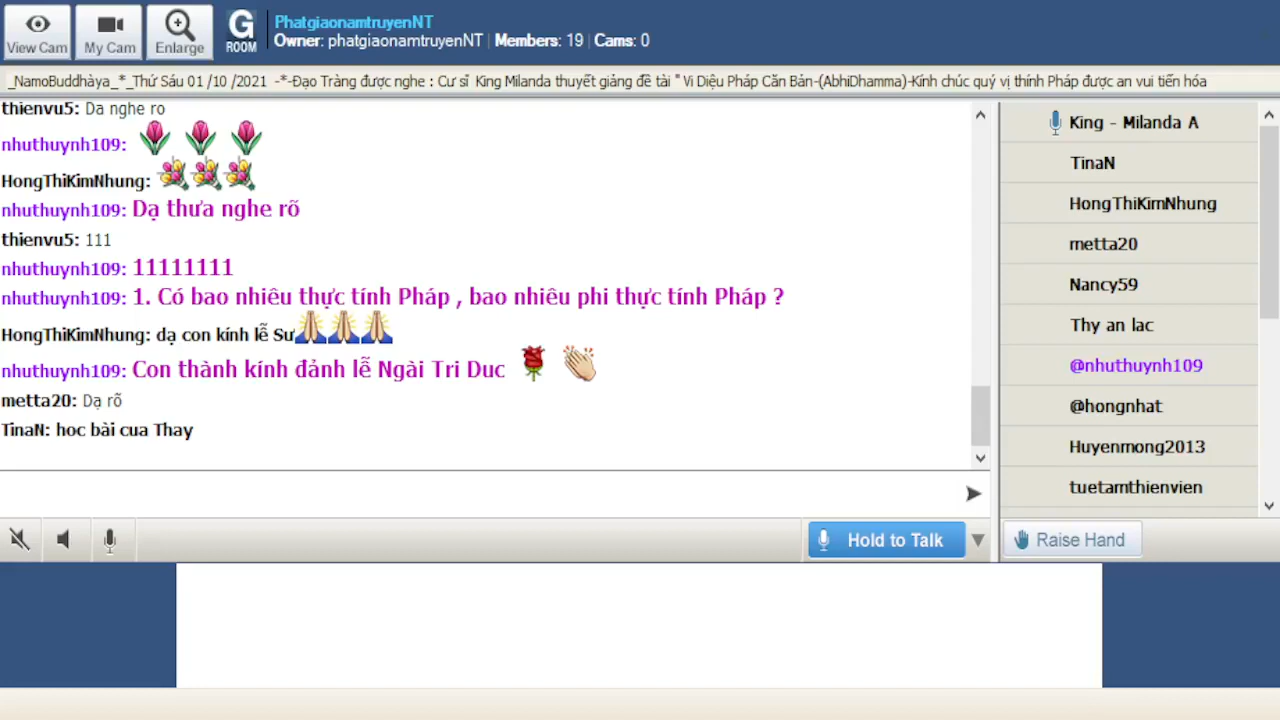 View Cam
My Cam
Enlarge
G
ROOM
PhatgiaonamtruyenNT
Owner: phatgiaonamtruyenNT | Members: 19 | Cams: 0
_NamoBuddhàya_*_Thứ Sáu 01 /10 /2021 -*-Đạo Tràng được nghe : Cư sĩ King Milanda thuyết giảng đề tài " Vi Diệu Pháp Căn Bản-(AbhiDhamma)-Kính chúc quý vị thính Pháp được an vui tiến hóa
thienvu5: Da nghe ro
nhuthuynh109:
HongThiKimNhung:
nhuthuynh109: Dạ thưa nghe rõ
thienvu5: 111
nhuthuynh109: 11111111
nhuthuynh109: 1. Có bao nhiêu thực tính Pháp , bao nhiêu phi thực tính Pháp ?
HongThiKimNhung: dạ con kính lễ Sư
nhuthuynh109: Con thành kính đảnh lễ Ngài Tri Duc
metta20: Dạ rõ
TinaN: hoc bài cua Thay
King - Milanda A
TinaN
HongThiKimNhung
metta20
Nancy59
Thy an lac
@nhuthuynh109
@hongnhat
Huyenmong2013
tuetamthienvien
Hold to Talk
Raise Hand